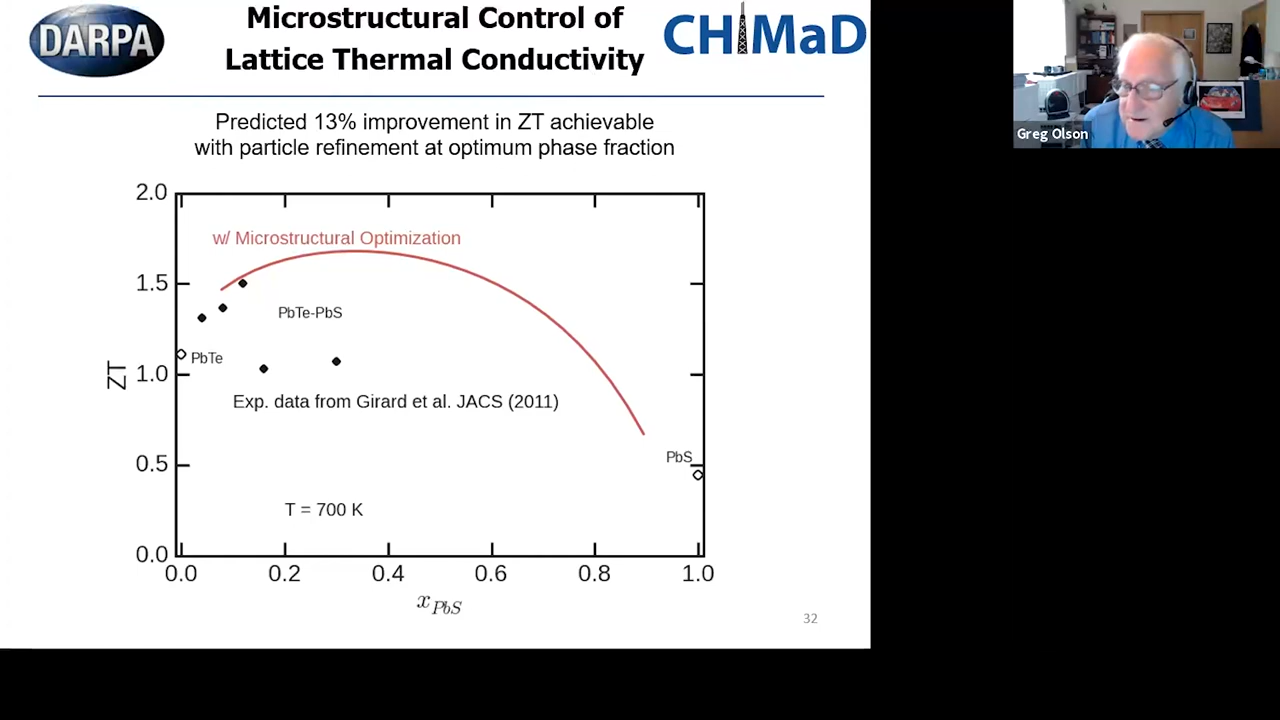 DARPA
Microstructural Control of
Lattice Thermal Conductivity
CHiMaD
Greg Olson
Predicted 13% improvement in ZT achievable
with particle refinement at optimum phase fraction
2.0
1.5
1.0
0.5
0.0
ZT
w/ Microstructural Optimization
PbTe-PbS
PbTe
Exp. data from Girard et al. JACS (2011)
PbS
T = 700 K
0.0 0.2 0.4 0.6 0.8 1.0
x PbS
32